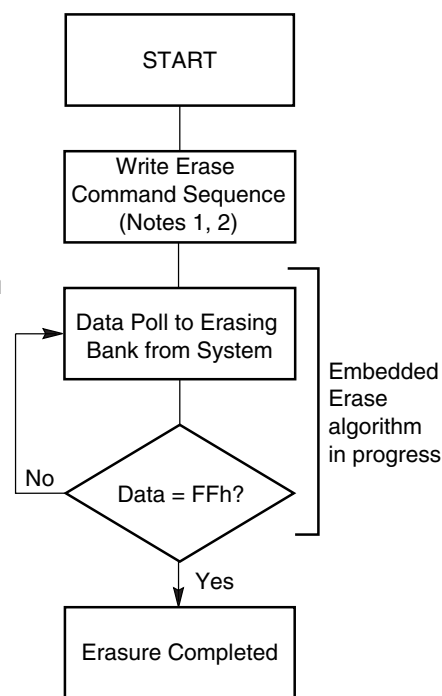 START
Write Erase
Command Sequence
(Notes 1, 2)
Data Poll to Erasing
Bank from System
Embedded
Erase
algorithm
in progress
No
Data = FFh?
Yes
Erasure Completed